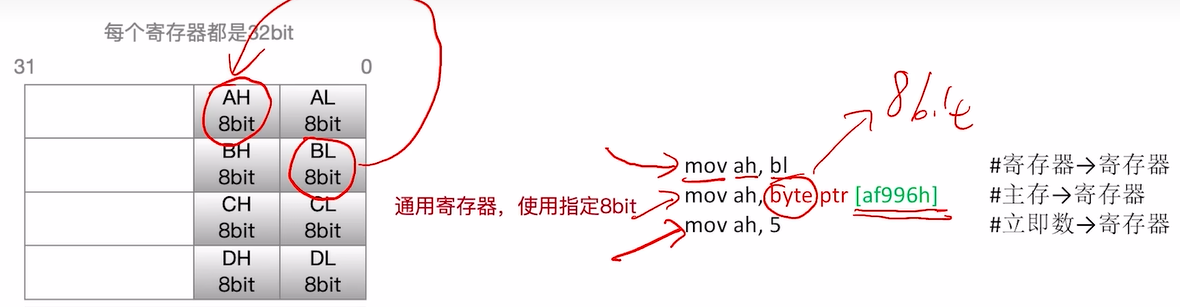 每个寄存器都是32bit
31 0
AH AL
8bit 8bit
BH BL
8bit 8bit
CH CL
8bit 8bit
DH DL
8bit 8bit
通用寄存器，使用指定8bit
8bit
mov ah, bl #寄存器→寄存器
mov ah, byte ptr [af996h] #主存→寄存器
mov ah, 5 #立即数→寄存器